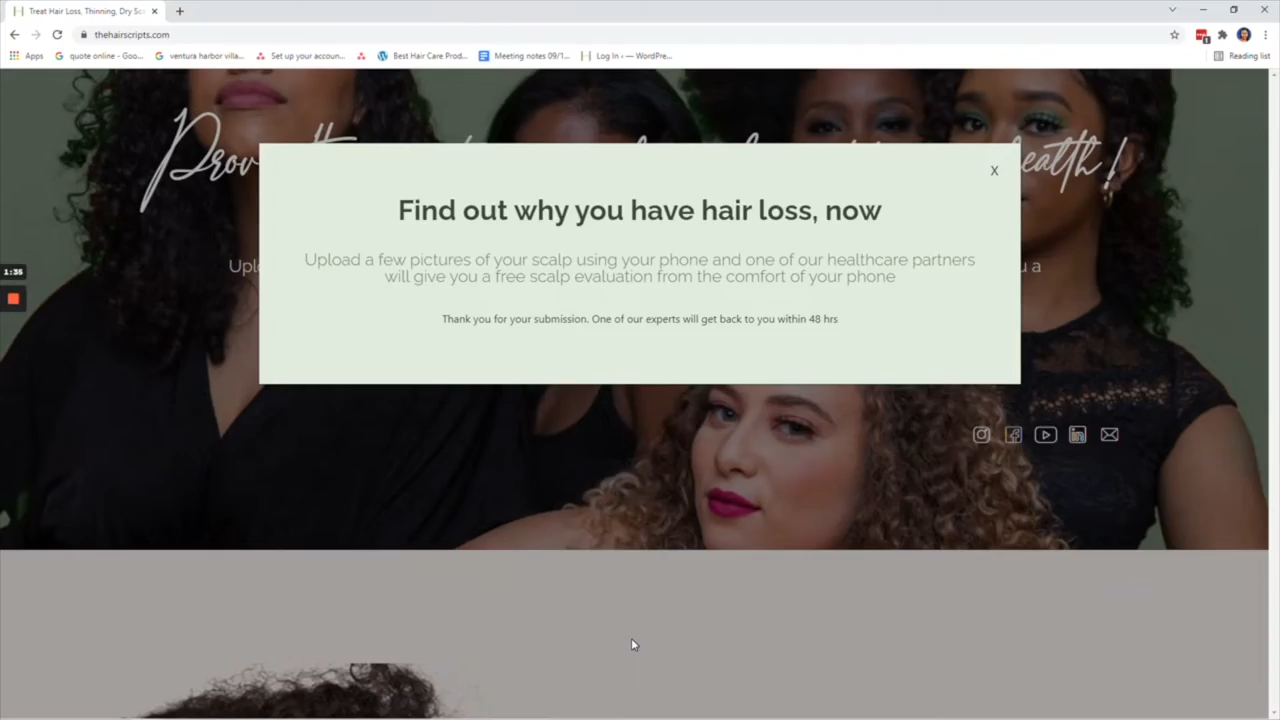 Treat Hair Loss, Thinning, Dry Sc
thehairscripts.com
Apps
quote online - Goo...
ventura harbor villa...
Set up your accoun...
Best Hair Care Prod...
Meeting notes 09/1...
Log In ‹ — WordPre...
Reading list
Prov
ealth!
X
Find out why you have hair loss, now
Upl
Upload a few pictures of your scalp using your phone and one of our healthcare partners
u a
will give you a free scalp evaluation from the comfort of your phone
1:35
Thank you for your submission. One of our experts will get back to you within 48 hrs